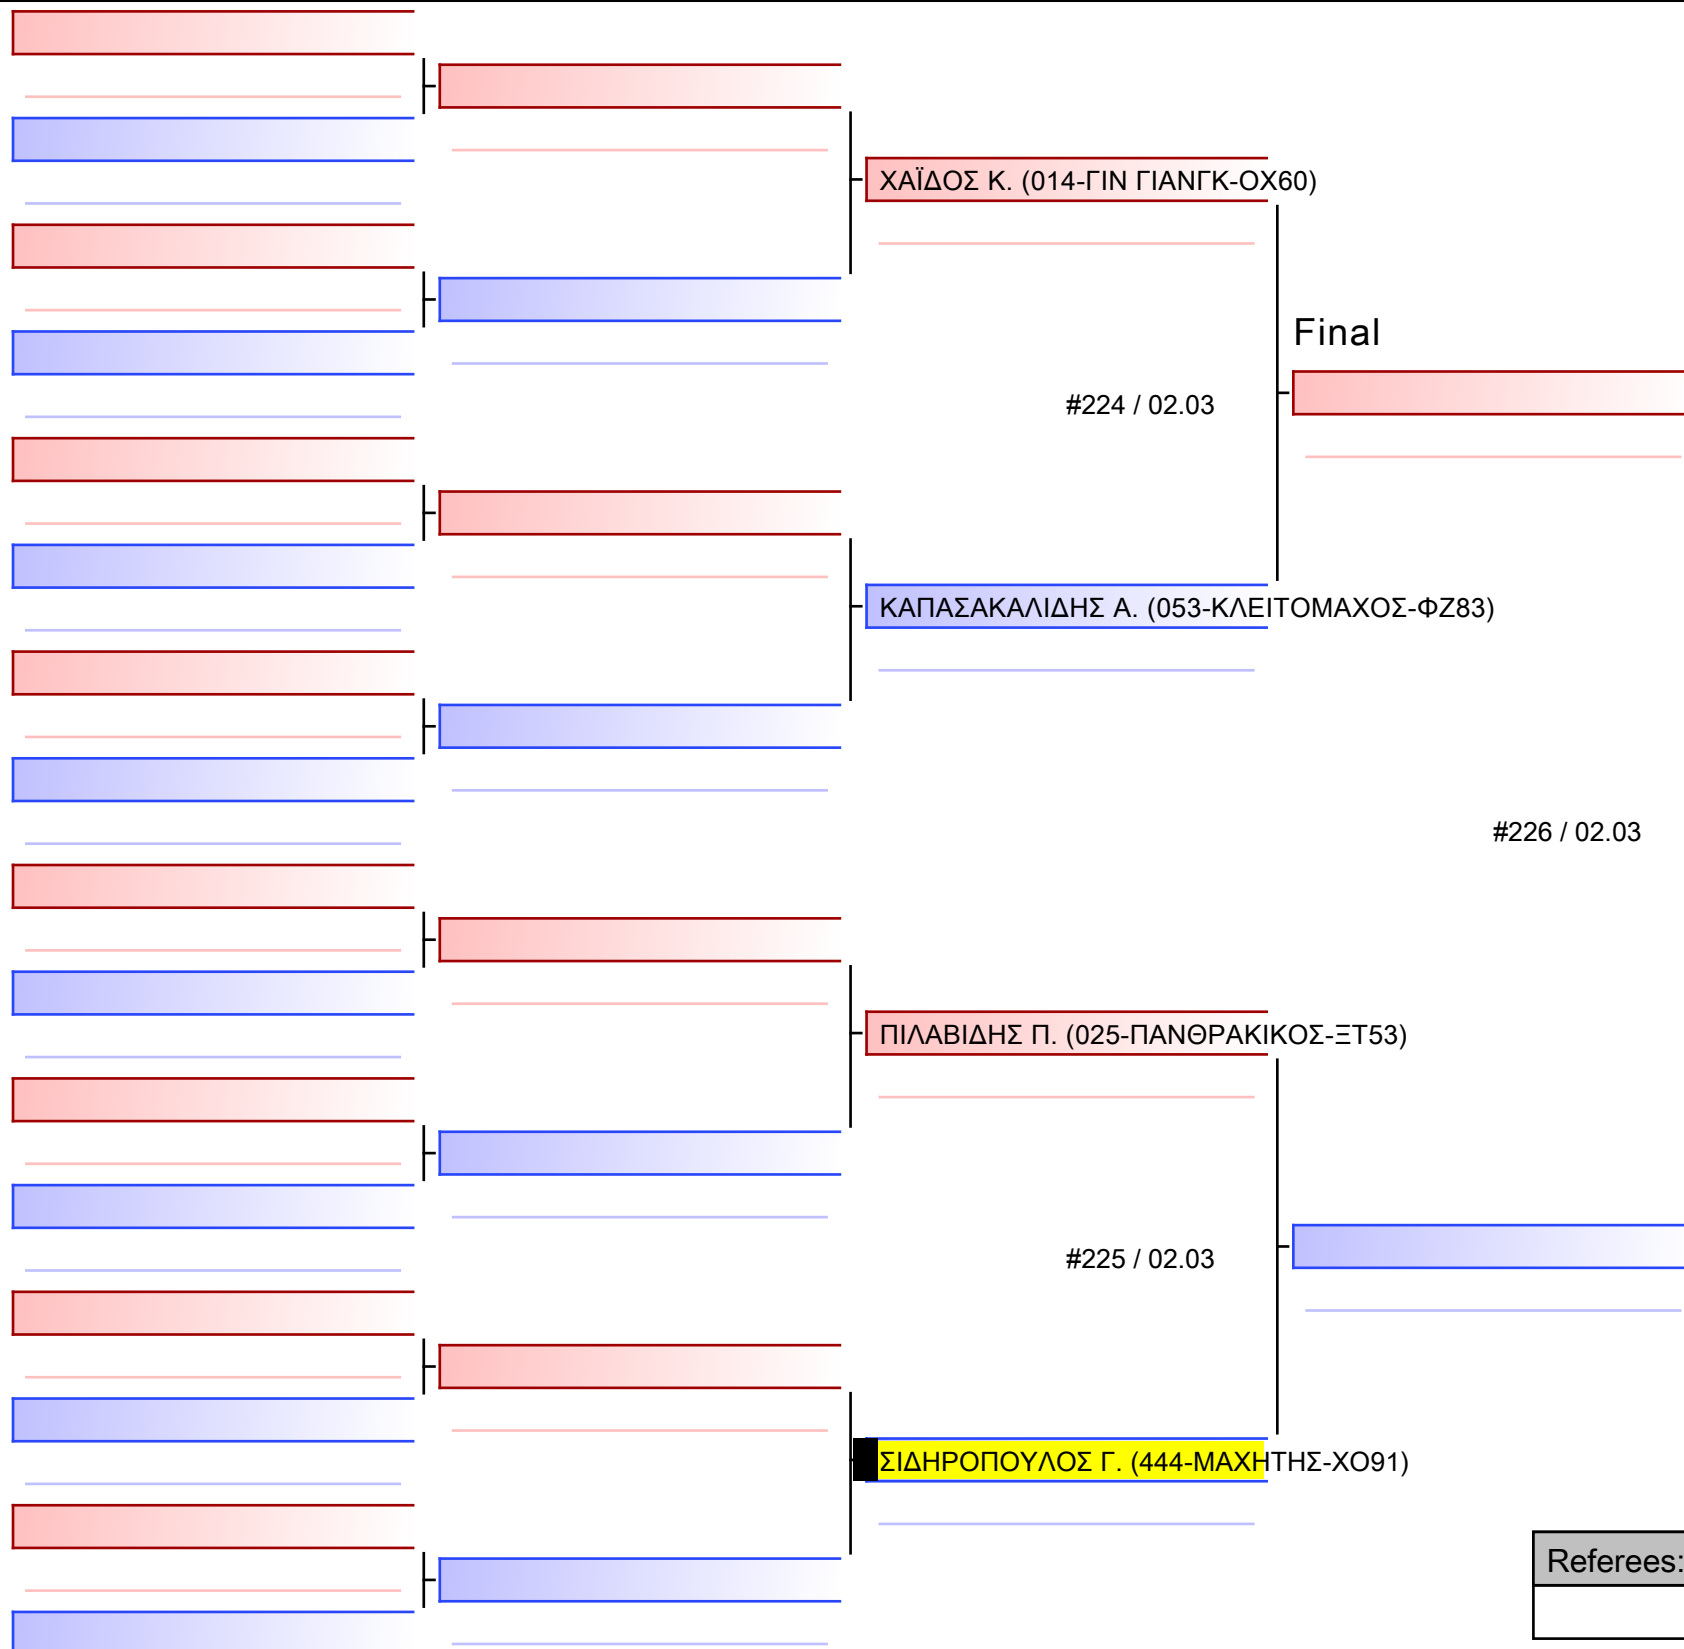 ΧΑΪΔΟΣ Κ. (014-ΓΙΝ ΓΙΑΝΓΚ-ΟΧ60)
Final
#224 / 02.03
ΚΑΠΑΣΑΚΑΛΙΔΗΣ Α. (053-ΚΛΕΙΤΟΜΑΧΟΣ-ΦΖ83)
#226 / 02.03
ΠΙΛΑΒΙΔΗΣ Π. (025-ΠΑΝΘΡΑΚΙΚΟΣ-ΞΤ53)
#225 / 02.03
ΣΙΔΗΡΟΠΟΥΛΟΣ Γ. (444-ΜΑΧΗΤΗΣ-ΧΟ91)
Referees: